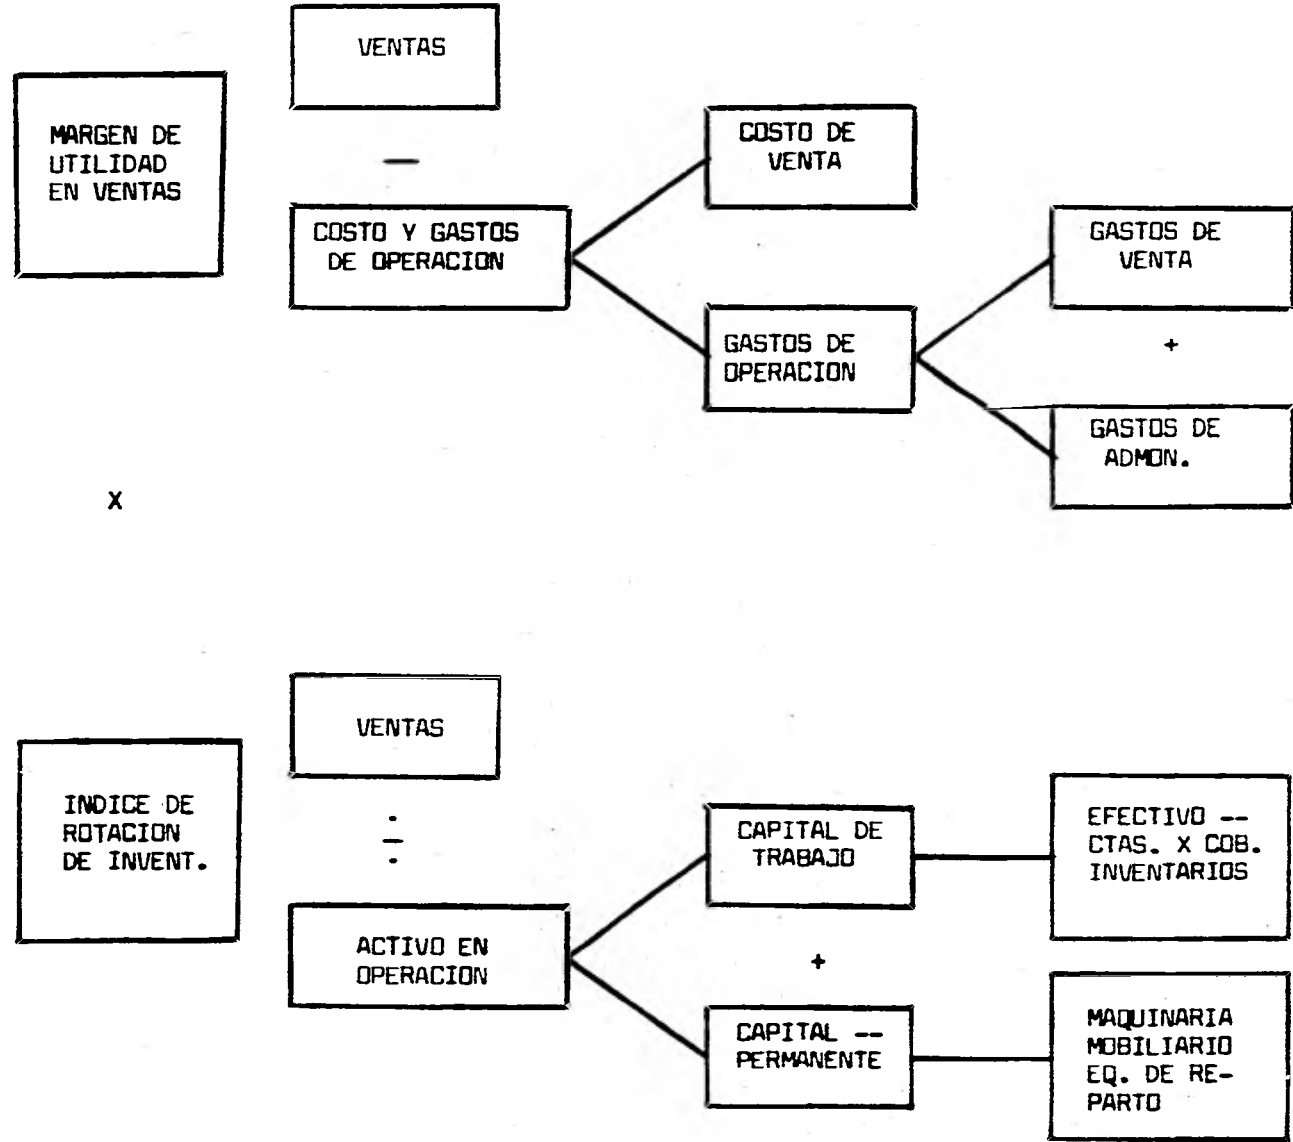 VENTAS
MARGEN DE
UTILIDAD
EN VENTAS
—
COSTO Y GASTOS
DE OPERACION
COSTO DE
VENTA
GASTOS DE
OPERACION
GASTOS DE
VENTA
+
GASTOS DE
ADMON.
X
VENTAS
INDICE DE
ROTACION
DE INVENT.
÷
ACTIVO EN
OPERACION
CAPITAL DE
TRABAJO
+
CAPITAL --
PERMANENTE
EFECTIVO --
CTAS. X COB.
INVENTARIOS
MAQUINARIA
MOBILIARIO
EQ. DE RE-
PARTO